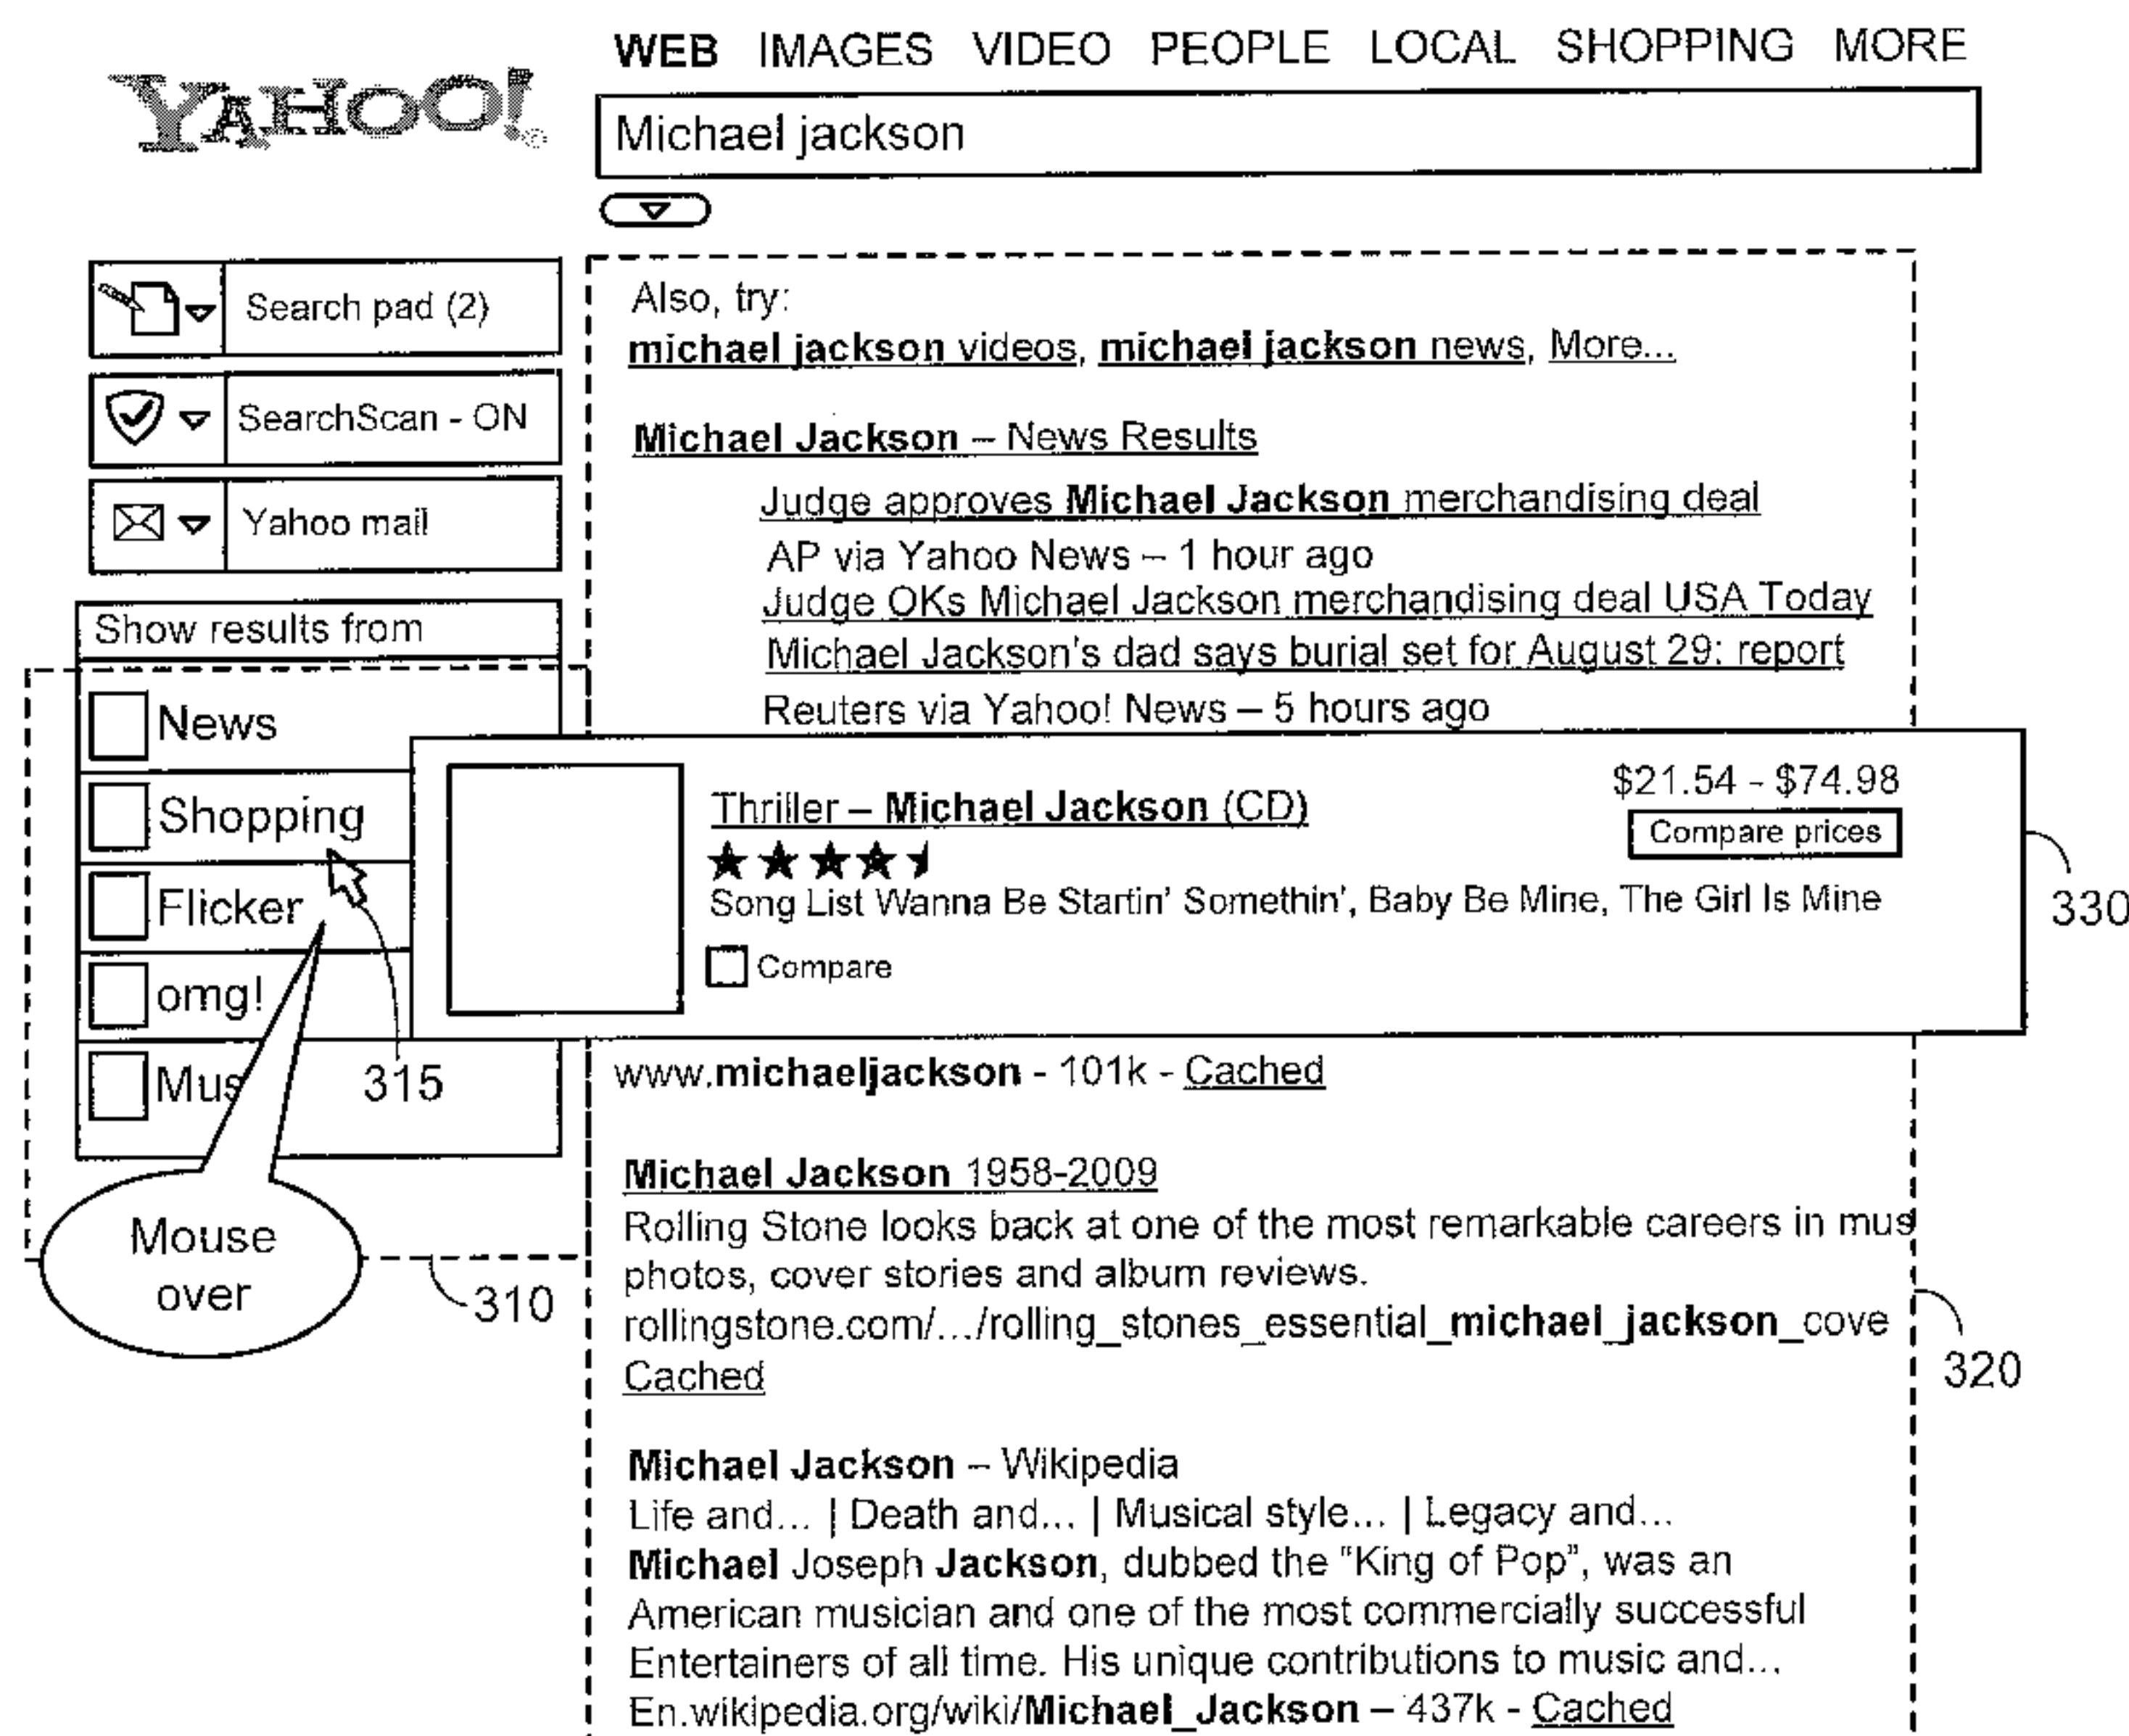 WEB IMAGES VIDEO PEOPLE LOCAL SHOPPING MORE
YAHOO!
Michael jackson
Search pad (2)
SearchScan - ON
Yahoo mail
Show results from
News
Shopping
Flicker
omg!
Mus
315
Mouse
over
310
Also, try:
michael jackson videos, michael jackson news, More...
Michael Jackson – News Results
Judge approves Michael Jackson merchandising deal
AP via Yahoo News – 1 hour ago
Judge OKs Michael Jackson merchandising deal USA Today
Michael Jackson's dad says burial set for August 29: report
Reuters via Yahoo! News – 5 hours ago
$21.54 - $74.98
Thriller – Michael Jackson (CD)
Compare prices
Song List Wanna Be Startin' Somethin', Baby Be Mine, The Girl Is Mine
Compare
330
www.michaeljackson - 101k - Cached
Michael Jackson 1958-2009
Rolling Stone looks back at one of the most remarkable careers in mus
photos, cover stories and album reviews.
rollingstone.com/.../rolling_stones_essential_michael_jackson_cove
Cached
320
Michael Jackson – Wikipedia
Life and... | Death and... | Musical style... | Legacy and...
Michael Joseph Jackson, dubbed the "King of Pop", was an
American musician and one of the most commercially successful
Entertainers of all time. His unique contributions to music and...
En.wikipedia.org/wiki/Michael_Jackson – 437k - Cached